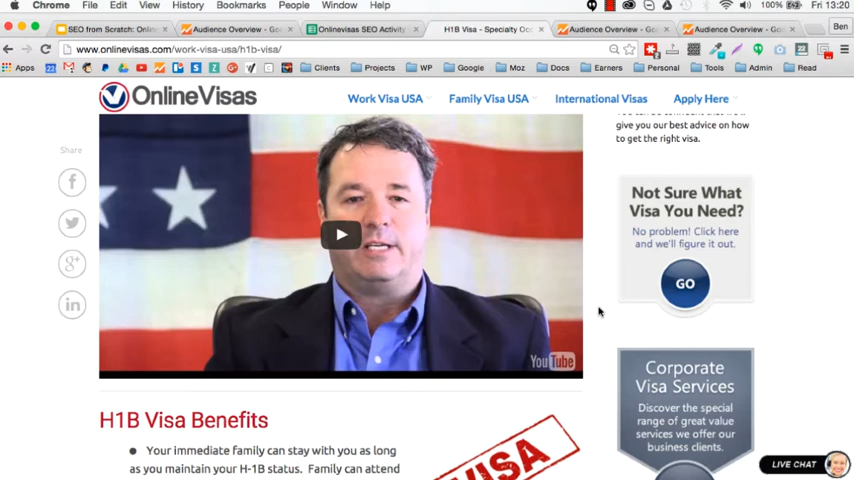 Chrome File Edit View History Bookmarks People Window Help 100% Fri 13:20
SEO from Scratch: Onlin
Audience Overview - Goo
Onlinevisas SEO Activity
H1B Visa - Specialty Occ
Audience Overview - Goo
Audience Overview - Goo
Ben
www.onlinevisas.com/work-visa-usa/h1b-visa/
Apps 22 Clients Projects WP Google Moz Docs Earners Personal Tools Admin Read
OnlineVisas
Work Visa USA Family Visa USA International Visas Apply Here
give you our best advice on how
to get the right visa.
Share
f
g+
in
YouTube
Not Sure What
Visa You Need?
No problem! Click here
and we'll figure it out.
GO
Corporate
Visa Services
Discover the special
range of great value
services we offer our
business clients.
H1B Visa Benefits
Your immediate family can stay with you as long
as you maintain your H-1B status. Family can attend
VISA
LIVE CHAT